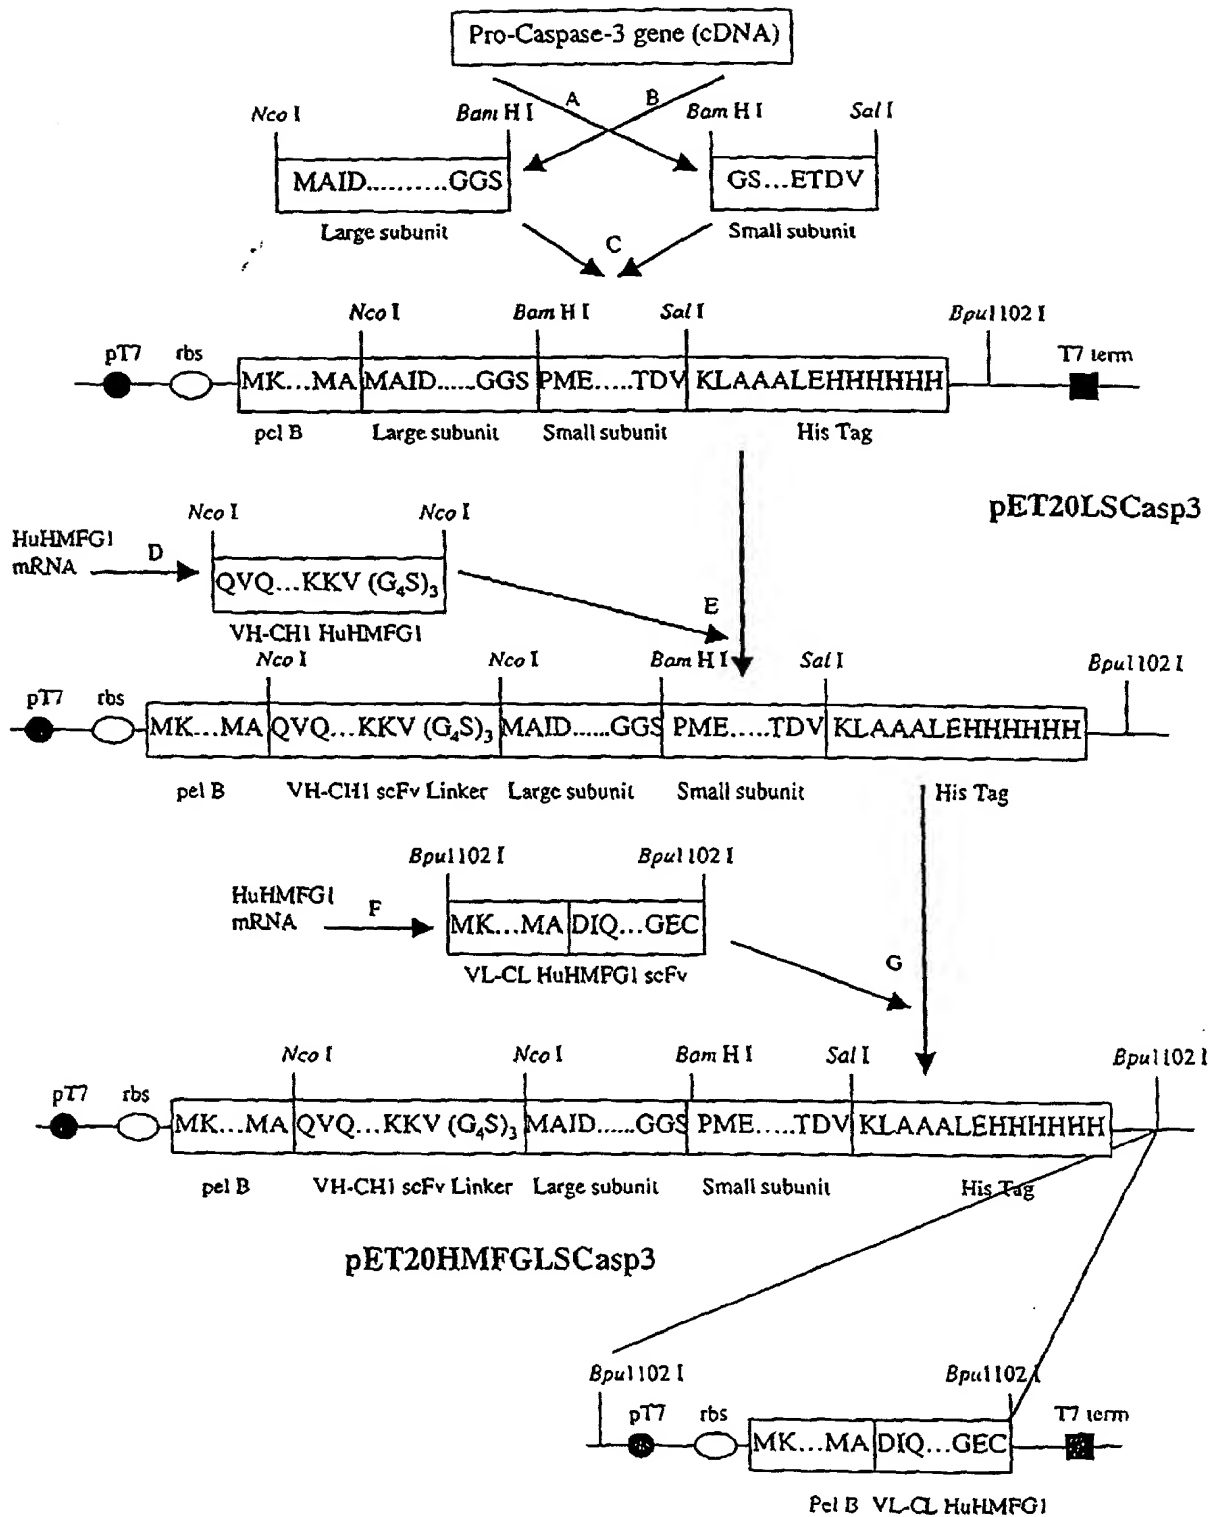 Pro-Caspase-3 gene (cDNA)
A B
Nco I Bam H I Bam H I Sal I
MAID..........GGS GS...ETDV
Large subunit Small subunit
C
Nco I Bam H I Sal I Bpu1102 I
pT7 rbs T7 term
MK...MA MAID......GGS PME.....TDV KLAAALEHHHHHH
pel B Large subunit Small subunit His Tag
pET20LSCasp3
Nco I Nco I
HuHMFG1
mRNA
D
QVQ...KKV (G₄S)₃
VH-CH1 HuHMFG1
E
Nco I Nco I Bam H I Sal I Bpu1102 I
pT7 rbs
MK...MA QVQ...KKV (G₄S)₃ MAID......GGS PME.....TDV KLAAALEHHHHHH
pel B VH-CH1 scFv Linker Large subunit Small subunit His Tag
Bpu1102 I Bpu1102 I
HuHMFG1
mRNA
F
MK...MA DIQ...GEC
VL-CL HuHMFG1 scFv
G
Nco I Nco I Bam H I Sal I Bpu1102 I
pT7 rbs
MK...MA QVQ...KKV (G₄S)₃ MAID......GGS PME.....TDV KLAAALEHHHHHH
pel B VH-CH1 scFv Linker Large subunit Small subunit His Tag
pET20HMFGLSCasp3
Bpu1102 I Bpu1102 I
pT7 rbs T7 term
MK...MA DIQ...GEC
Pel B VL-CL HuHMFG1